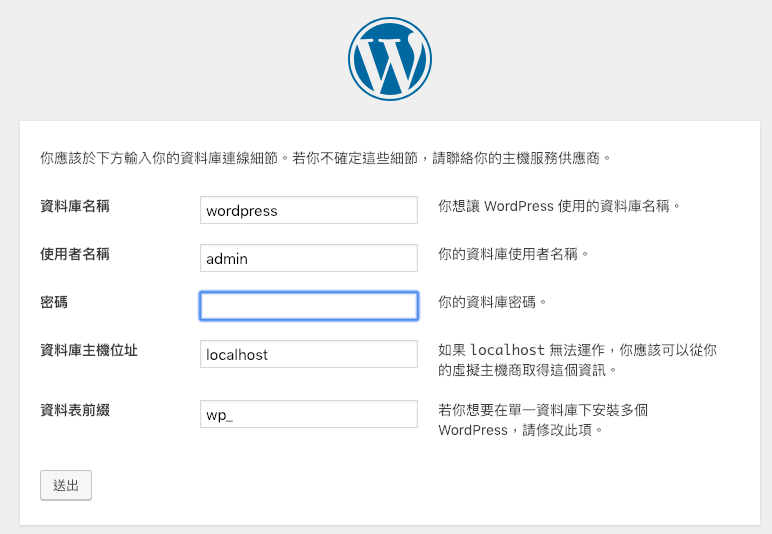 你應該於下方輸入你的資料庫連線細節。若你不確定這些細節，請聯絡你的主機服務供應商。
資料庫名稱 wordpress 你想讓 WordPress 使用的資料庫名稱。
使用者名稱 admin 你的資料庫使用者名稱。
密碼 你的資料庫密碼。
資料庫主機位址 localhost 如果 localhost 無法運作，你應該可以從你
的虛擬主機商取得這個資訊。
資料表前綴 wp_ 若你想要在單一資料庫下安裝多個
WordPress，請修改此項。
送出